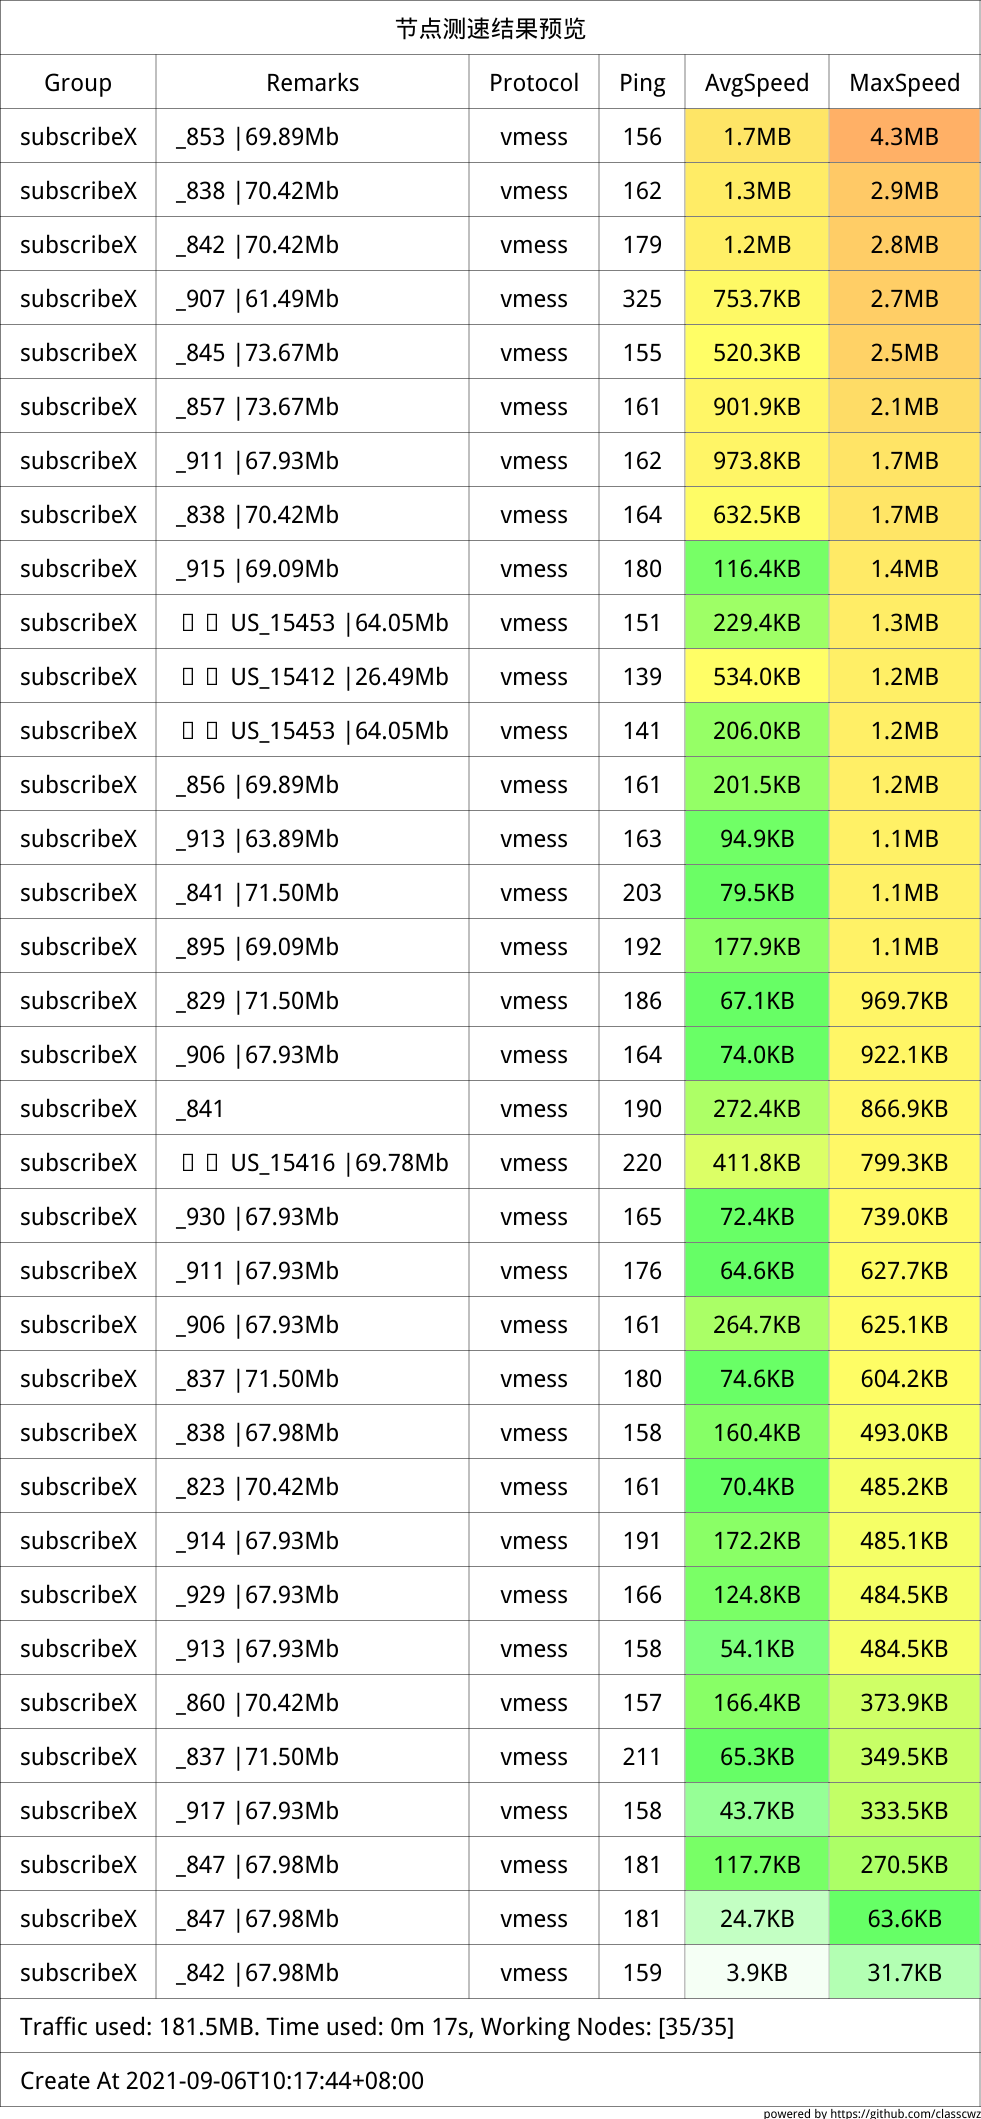 节点测速结果预览
Group Remarks Protocol Ping AvgSpeed MaxSpeed
subscribeX _853 |69.89Mb vmess 156 1.7MB 4.3MB
subscribeX _838 |70.42Mb vmess 162 1.3MB 2.9MB
subscribeX _842 |70.42Mb vmess 179 1.2MB 2.8MB
subscribeX _907 |61.49Mb vmess 325 753.7KB 2.7MB
subscribeX _845 |73.67Mb vmess 155 520.3KB 2.5MB
subscribeX _857 |73.67Mb vmess 161 901.9KB 2.1MB
subscribeX _911 |67.93Mb vmess 162 973.8KB 1.7MB
subscribeX _838 |70.42Mb vmess 164 632.5KB 1.7MB
subscribeX _915 |69.09Mb vmess 180 116.4KB 1.4MB
subscribeX US_15453 |64.05Mb vmess 151 229.4KB 1.3MB
subscribeX US_15412 |26.49Mb vmess 139 534.0KB 1.2MB
subscribeX US_15453 |64.05Mb vmess 141 206.0KB 1.2MB
subscribeX _856 |69.89Mb vmess 161 201.5KB 1.2MB
subscribeX _913 |63.89Mb vmess 163 94.9KB 1.1MB
subscribeX _841 |71.50Mb vmess 203 79.5KB 1.1MB
subscribeX _895 |69.09Mb vmess 192 177.9KB 1.1MB
subscribeX _829 |71.50Mb vmess 186 67.1KB 969.7KB
subscribeX _906 |67.93Mb vmess 164 74.0KB 922.1KB
subscribeX _841 vmess 190 272.4KB 866.9KB
subscribeX US_15416 |69.78Mb vmess 220 411.8KB 799.3KB
subscribeX _930 |67.93Mb vmess 165 72.4KB 739.0KB
subscribeX _911 |67.93Mb vmess 176 64.6KB 627.7KB
subscribeX _906 |67.93Mb vmess 161 264.7KB 625.1KB
subscribeX _837 |71.50Mb vmess 180 74.6KB 604.2KB
subscribeX _838 |67.98Mb vmess 158 160.4KB 493.0KB
subscribeX _823 |70.42Mb vmess 161 70.4KB 485.2KB
subscribeX _914 |67.93Mb vmess 191 172.2KB 485.1KB
subscribeX _929 |67.93Mb vmess 166 124.8KB 484.5KB
subscribeX _913 |67.93Mb vmess 158 54.1KB 484.5KB
subscribeX _860 |70.42Mb vmess 157 166.4KB 373.9KB
subscribeX _837 |71.50Mb vmess 211 65.3KB 349.5KB
subscribeX _917 |67.93Mb vmess 158 43.7KB 333.5KB
subscribeX _847 |67.98Mb vmess 181 117.7KB 270.5KB
subscribeX _847 |67.98Mb vmess 181 24.7KB 63.6KB
subscribeX _842 |67.98Mb vmess 159 3.9KB 31.7KB
Traffic used: 181.5MB. Time used: 0m 17s, Working Nodes: [35/35]
Create At 2021-09-06T10:17:44+08:00
powered by https://github.com/classcwz